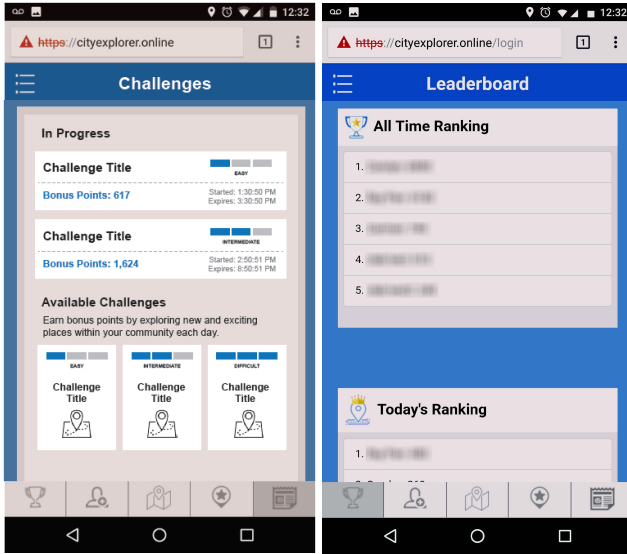 12:32
https://cityexplorer.online
1
Challenges
In Progress
Challenge Title
EASY
Bonus Points: 617
Started: 1:30:50 PM
Expires: 3:30:50 PM
Challenge Title
INTERMEDIATE
Bonus Points: 1,624
Started: 2:50:51 PM
Expires: 8:50:51 PM
Available Challenges
Earn bonus points by exploring new and exciting
places within your community each day.
EASY
Challenge
Title
INTERMEDIATE
Challenge
Title
DIFFICULT
Challenge
Title
12:32
https://cityexplorer.online/login
1
Leaderboard
All Time Ranking
1.
2.
3.
4.
5.
Today's Ranking
1.